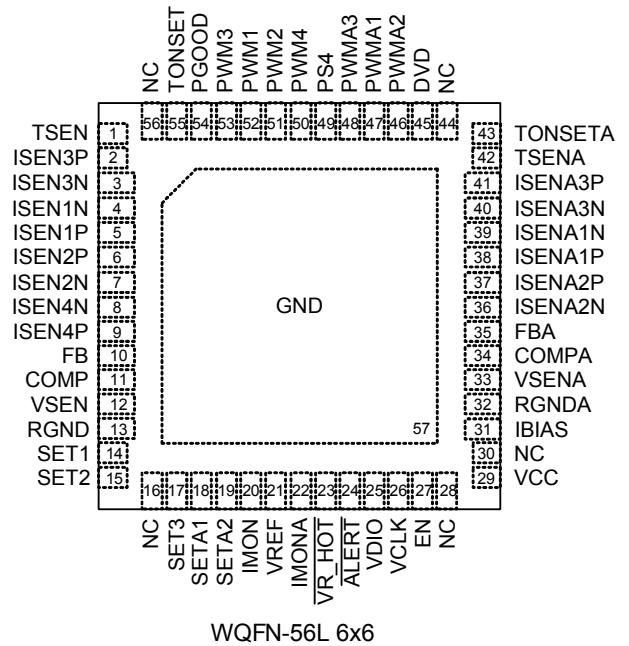 NC
TONSET
PGOOD
PWM3
PWM1
PWM2
PWM4
PS4
PWMA3
PWMA1
PWMA2
DVD
NC
56 55 54 53 52 51 50 49 48 47 46 45 44
TSEN 1
ISEN3P 2
ISEN3N 3
ISEN1N 4
ISEN1P 5
ISEN2P 6
ISEN2N 7
ISEN4N 8
ISEN4P 9
FB 10
COMP 11
VSEN 12
RGND 13
SET1 14
SET2 15
GND
57
43 TONSETA
42 TSENA
41 ISENA3P
40 ISENA3N
39 ISENA1N
38 ISENA1P
37 ISENA2P
36 ISENA2N
35 FBA
34 COMPA
33 VSENA
32 RGNDA
31 IBIAS
30 NC
29 VCC
16 17 18 19 20 21 22 23 24 25 26 27 28
NC
SET3
SETA1
SETA2
IMON
VREF
IMONA
VR_HOT
ALERT
VDIO
VCLK
EN
NC
WQFN-56L 6x6